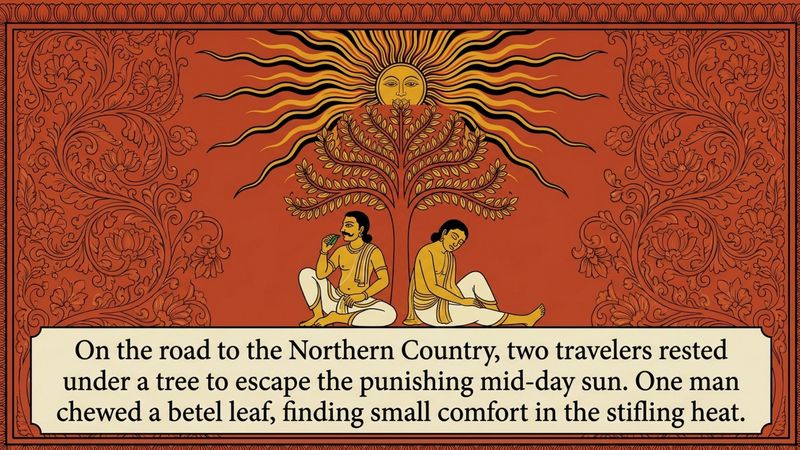 On the road to the Northern Country, two travelers rested
under a tree to escape the punishing mid-day sun. One man
chewed a betel leaf, finding small comfort in the stifling heat.